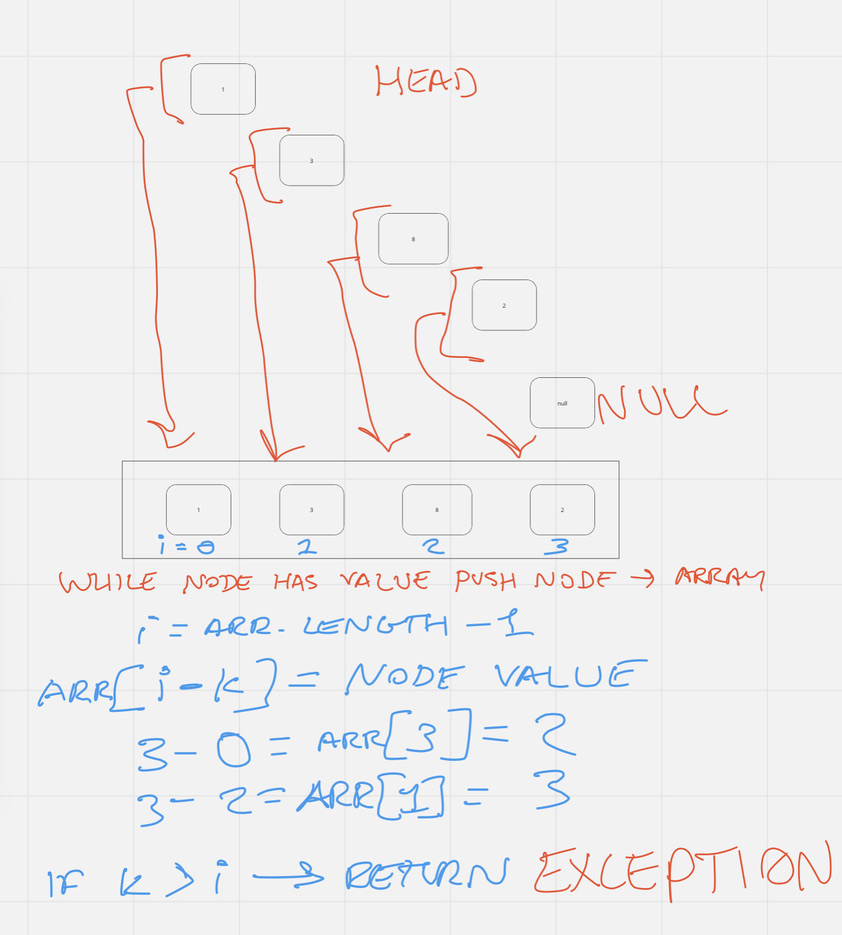 1
HEAD
3
8
2
null
NULL
1 3 8 2
i = 0 1 2 3
WHILE NODE HAS VALUE PUSH NODE → ARRAY
i = ARR. LENGTH - 1
ARR[i - k] = NODE VALUE
3 - 0 = ARR[3] = 2
3 - 2 = ARR[1] = 3
IF k > i → RETURN EXCEPTION